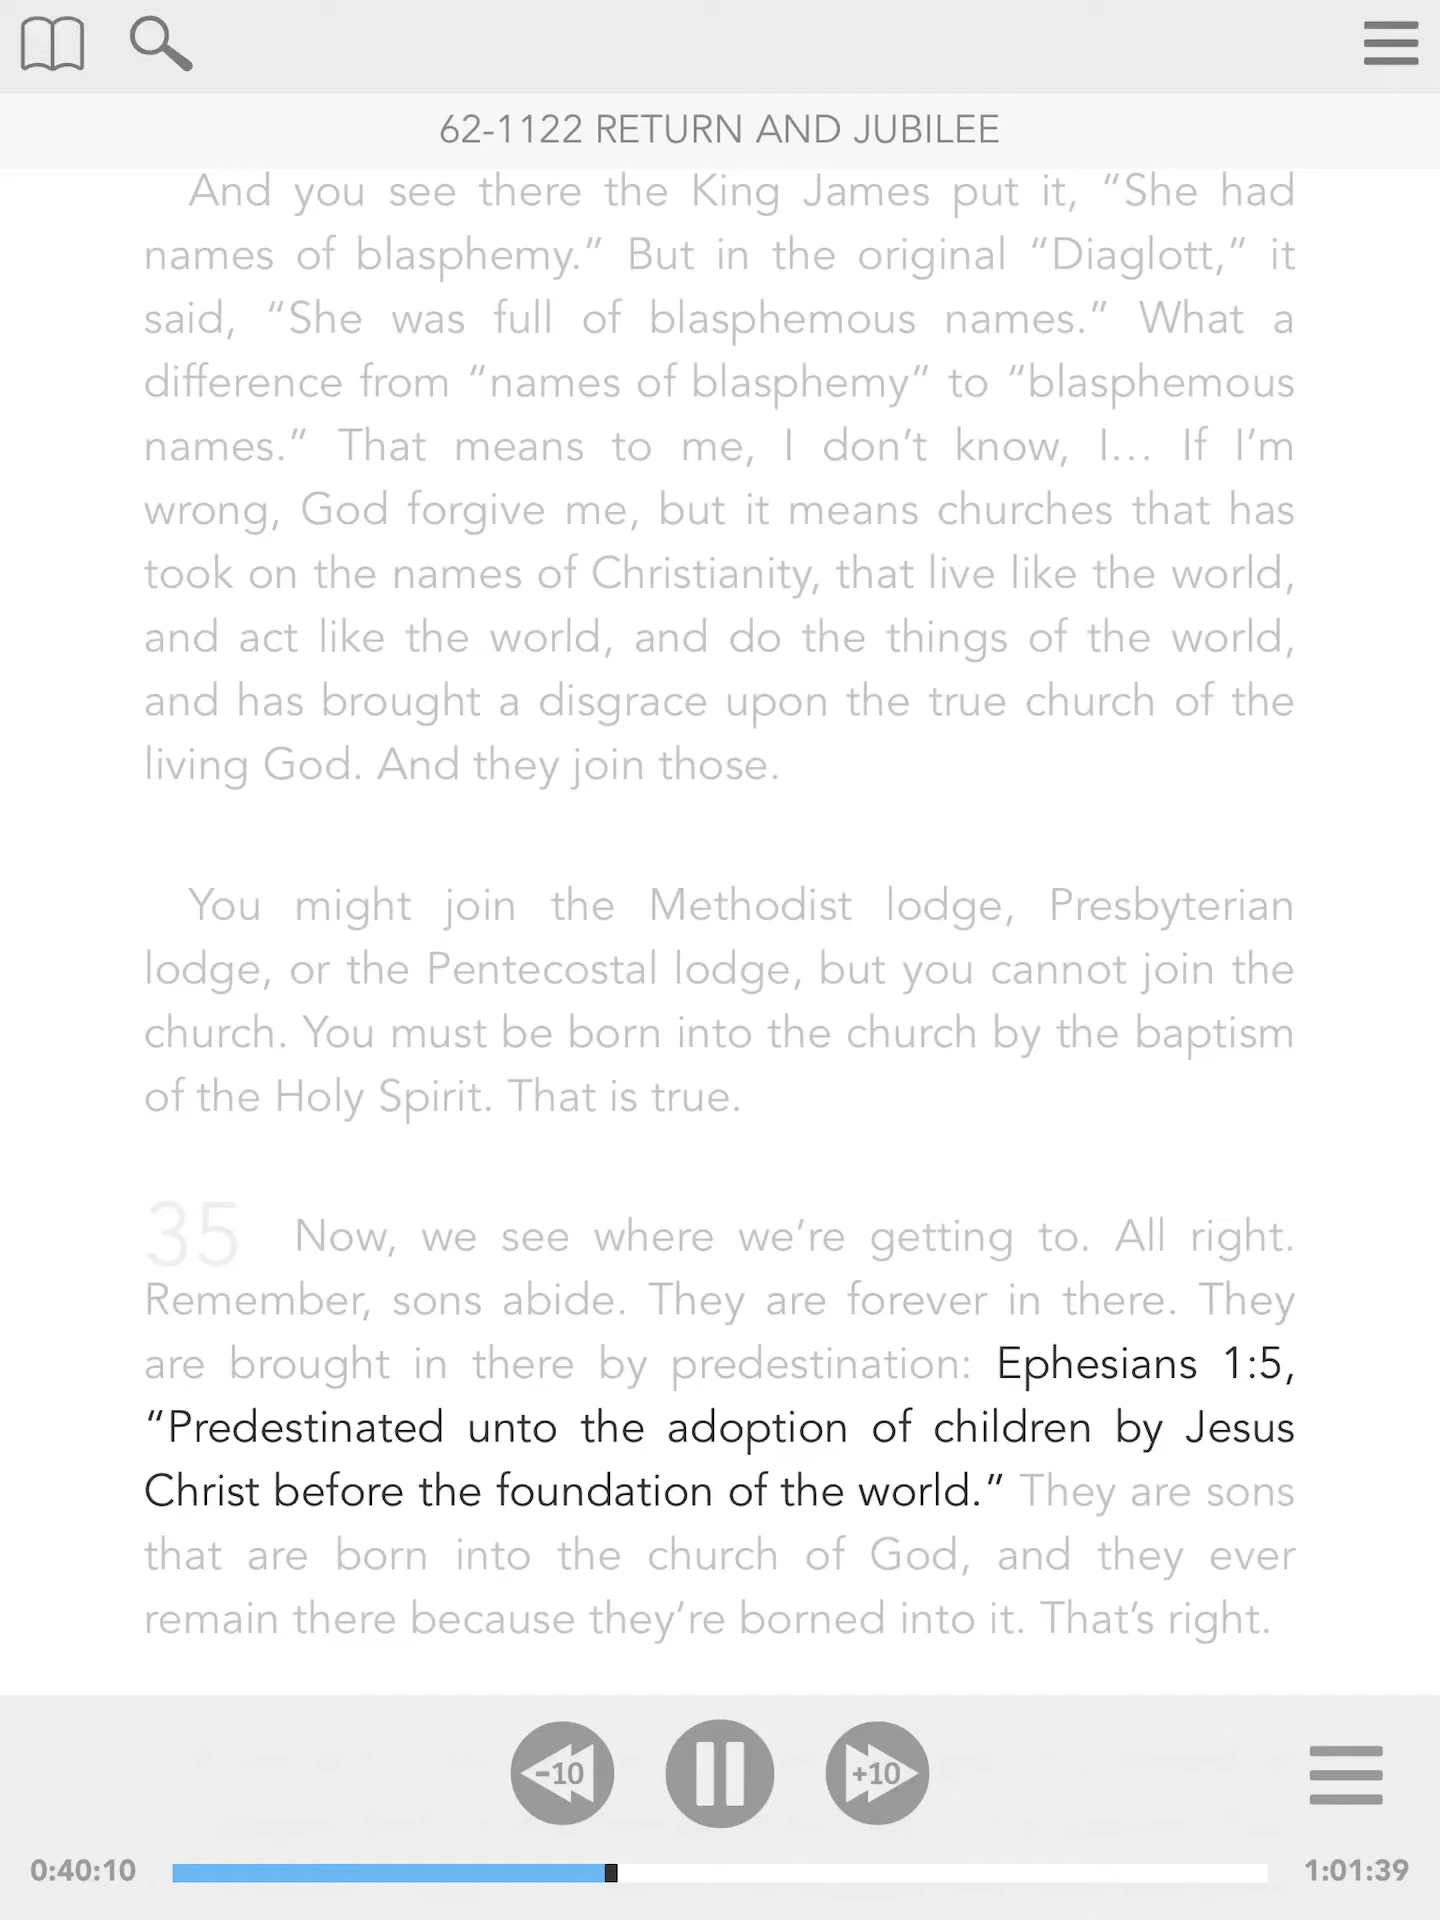 62-1122 RETURN AND JUBILEE
And you see there the King James put it, “She had
names of blasphemy.” But in the original “Diaglott,” it
said, “She was full of blasphemous names.” What a
difference from “names of blasphemy” to “blasphemous
names.” That means to me, I don’t know, I… If I’m
wrong, God forgive me, but it means churches that has
took on the names of Christianity, that live like the world,
and act like the world, and do the things of the world,
and has brought a disgrace upon the true church of the
living God. And they join those.
You might join the Methodist lodge, Presbyterian
lodge, or the Pentecostal lodge, but you cannot join the
church. You must be born into the church by the baptism
of the Holy Spirit. That is true.
35 Now, we see where we’re getting to. All right.
Remember, sons abide. They are forever in there. They
are brought in there by predestination: Ephesians 1:5,
“Predestinated unto the adoption of children by Jesus
Christ before the foundation of the world.” They are sons
that are born into the church of God, and they ever
remain there because they’re borned into it. That’s right.
-10 +10
0:40:10 1:01:39